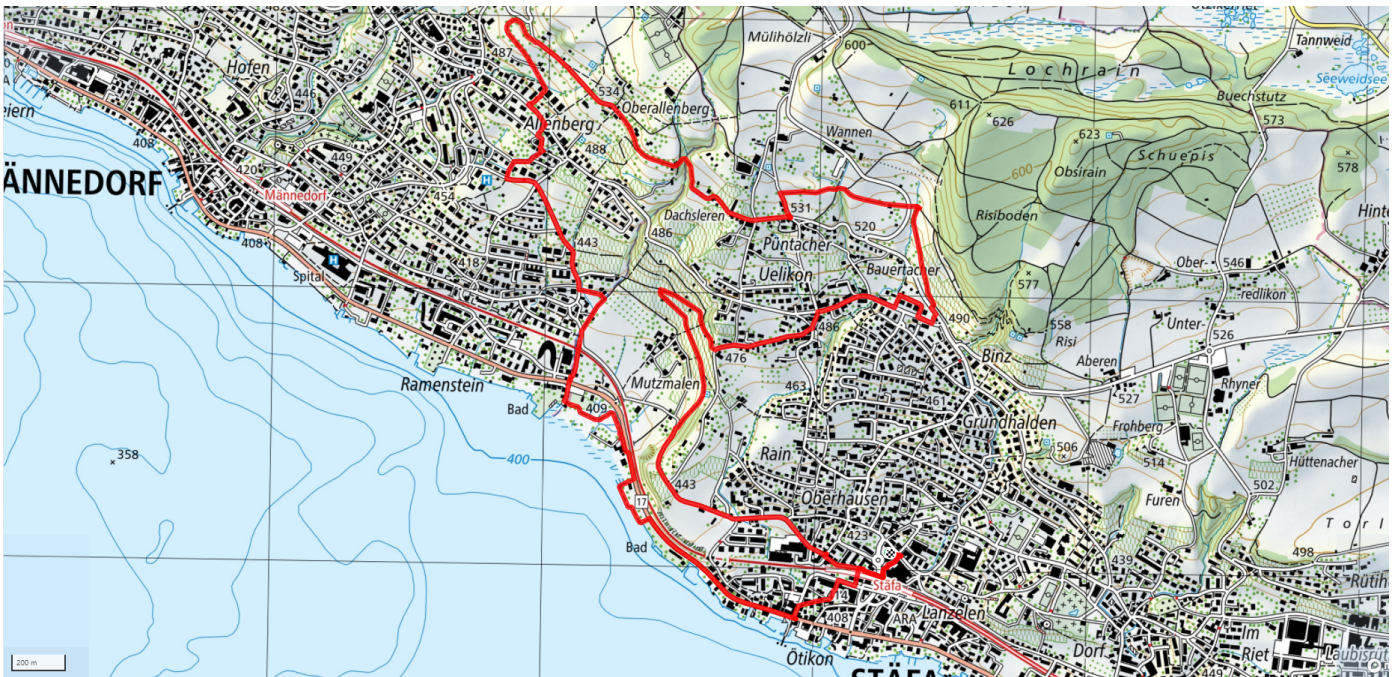 Mülihölzli
600
Tannweid
487
Hofen
446
Lochrain
Seeweidsee
534
Oberallenberg
Buechstutz
611
626
573
408
Allenberg
488
Wannen
623
449
Schuepis
578
420
600
Obsirain
ÄNNEDORF
Männedorf
H
454
Dachsleren
531
Risiboden
408
443
486
520
Püntacher
418
Uelikon
Bauertacher
Ober-
546
Spital
H
577
-redlikon
486
490
558
Risi
Unter-
526
476
Binz
Aberen
Ramenstein
Mutzmalen
463
461
527
Rhyner
Bad
409
Grundhalden
Frohberg
358
400
Rain
506
514
Hüttenacher
443
Oberhausen
502
17
Furen
Bad
423
498
439
Stäfa
14
408
ARA
Lanzelen
Im
Riet
Ötikon
Dorf
449
200 m